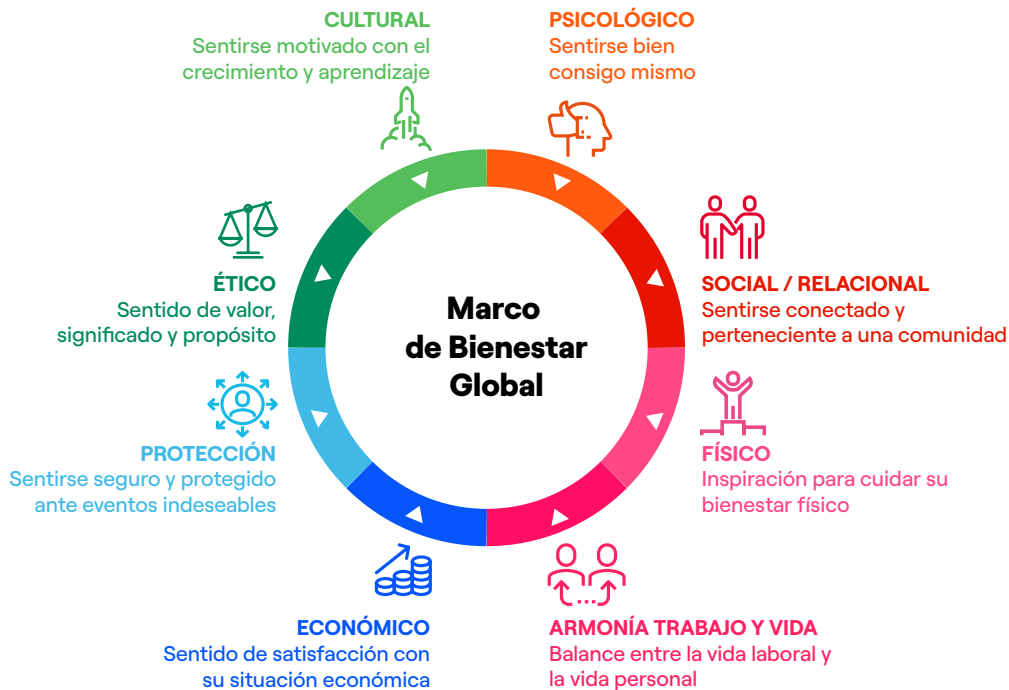 CULTURAL
Sentirse motivado con el
crecimiento y aprendizaje
PSICOLÓGICO
Sentirse bien
consigo mismo
ÉTICO
Sentido de valor,
significado y propósito
SOCIAL / RELACIONAL
Sentirse conectado y
perteneciente a una comunidad
Marco
de Bienestar
Global
PROTECCIÓN
Sentirse seguro y protegido
ante eventos indeseables
FÍSICO
Inspiración para cuidar su
bienestar físico
ECONÓMICO
Sentido de satisfacción con
su situación económica
ARMONÍA TRABAJO Y VIDA
Balance entre la vida laboral y
la vida personal